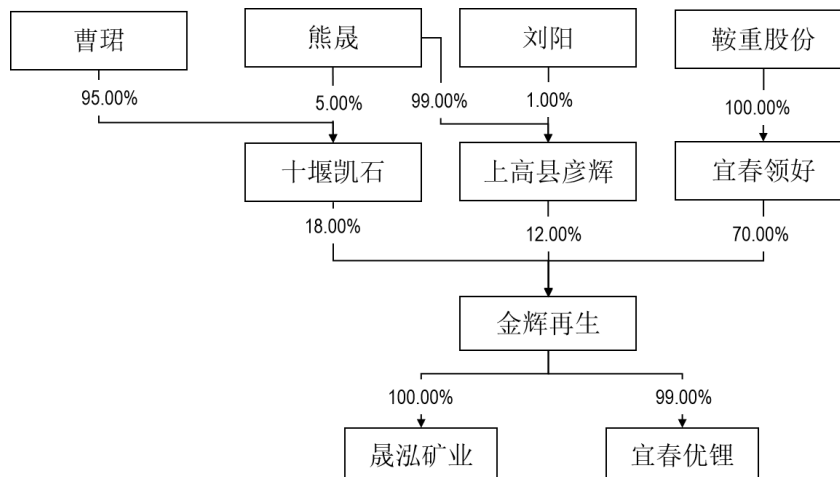 曹珺
熊晟
刘阳
鞍重股份
95.00%
5.00%
99.00%
1.00%
100.00%
十堰凯石
上高县彦辉
宜春领好
18.00%
12.00%
70.00%
金辉再生
100.00%
99.00%
晟泓矿业
宜春优锂